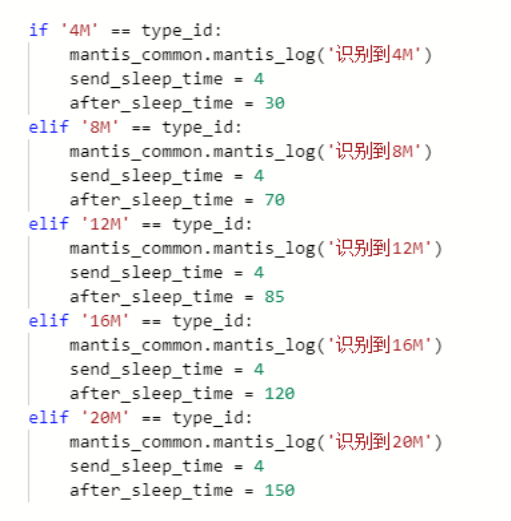 if '4M' == type_id:
    mantis_common.mantis_log('识别到4M')
    send_sleep_time = 4
    after_sleep_time = 30
elif '8M' == type_id:
    mantis_common.mantis_log('识别到8M')
    send_sleep_time = 4
    after_sleep_time = 70
elif '12M' == type_id:
    mantis_common.mantis_log('识别到12M')
    send_sleep_time = 4
    after_sleep_time = 85
elif '16M' == type_id:
    mantis_common.mantis_log('识别到16M')
    send_sleep_time = 4
    after_sleep_time = 120
elif '20M' == type_id:
    mantis_common.mantis_log('识别到20M')
    send_sleep_time = 4
    after_sleep_time = 150